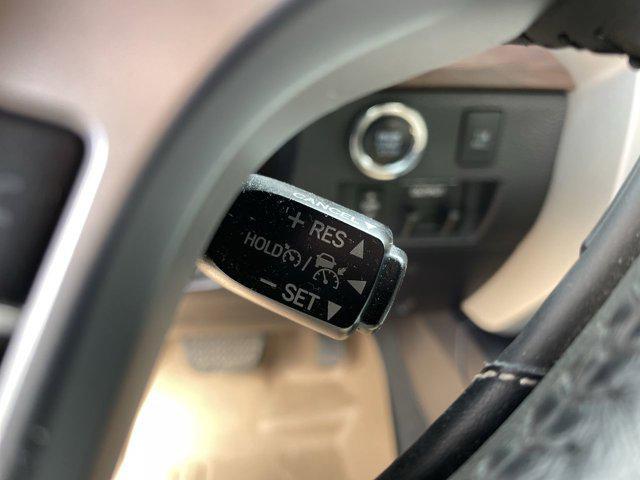 CANCEL
+ RES
HOLD /
− SET